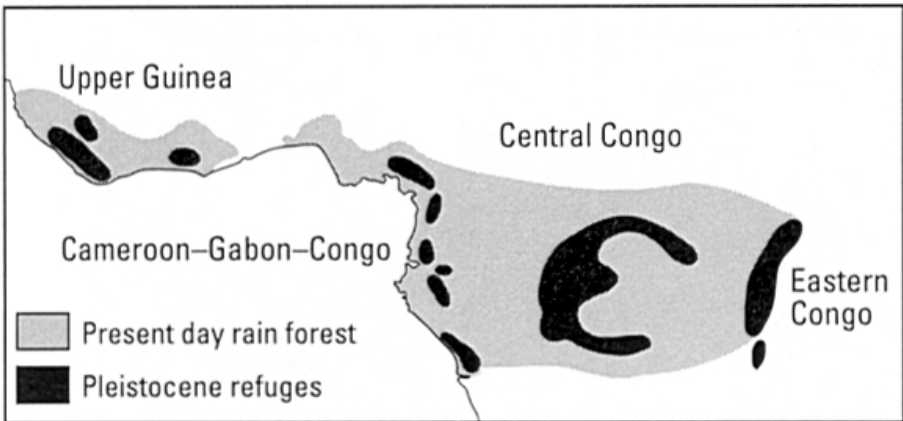 Upper Guinea
Central Congo
Cameroon–Gabon–Congo
Eastern
Congo
Present day rain forest
Pleistocene refuges